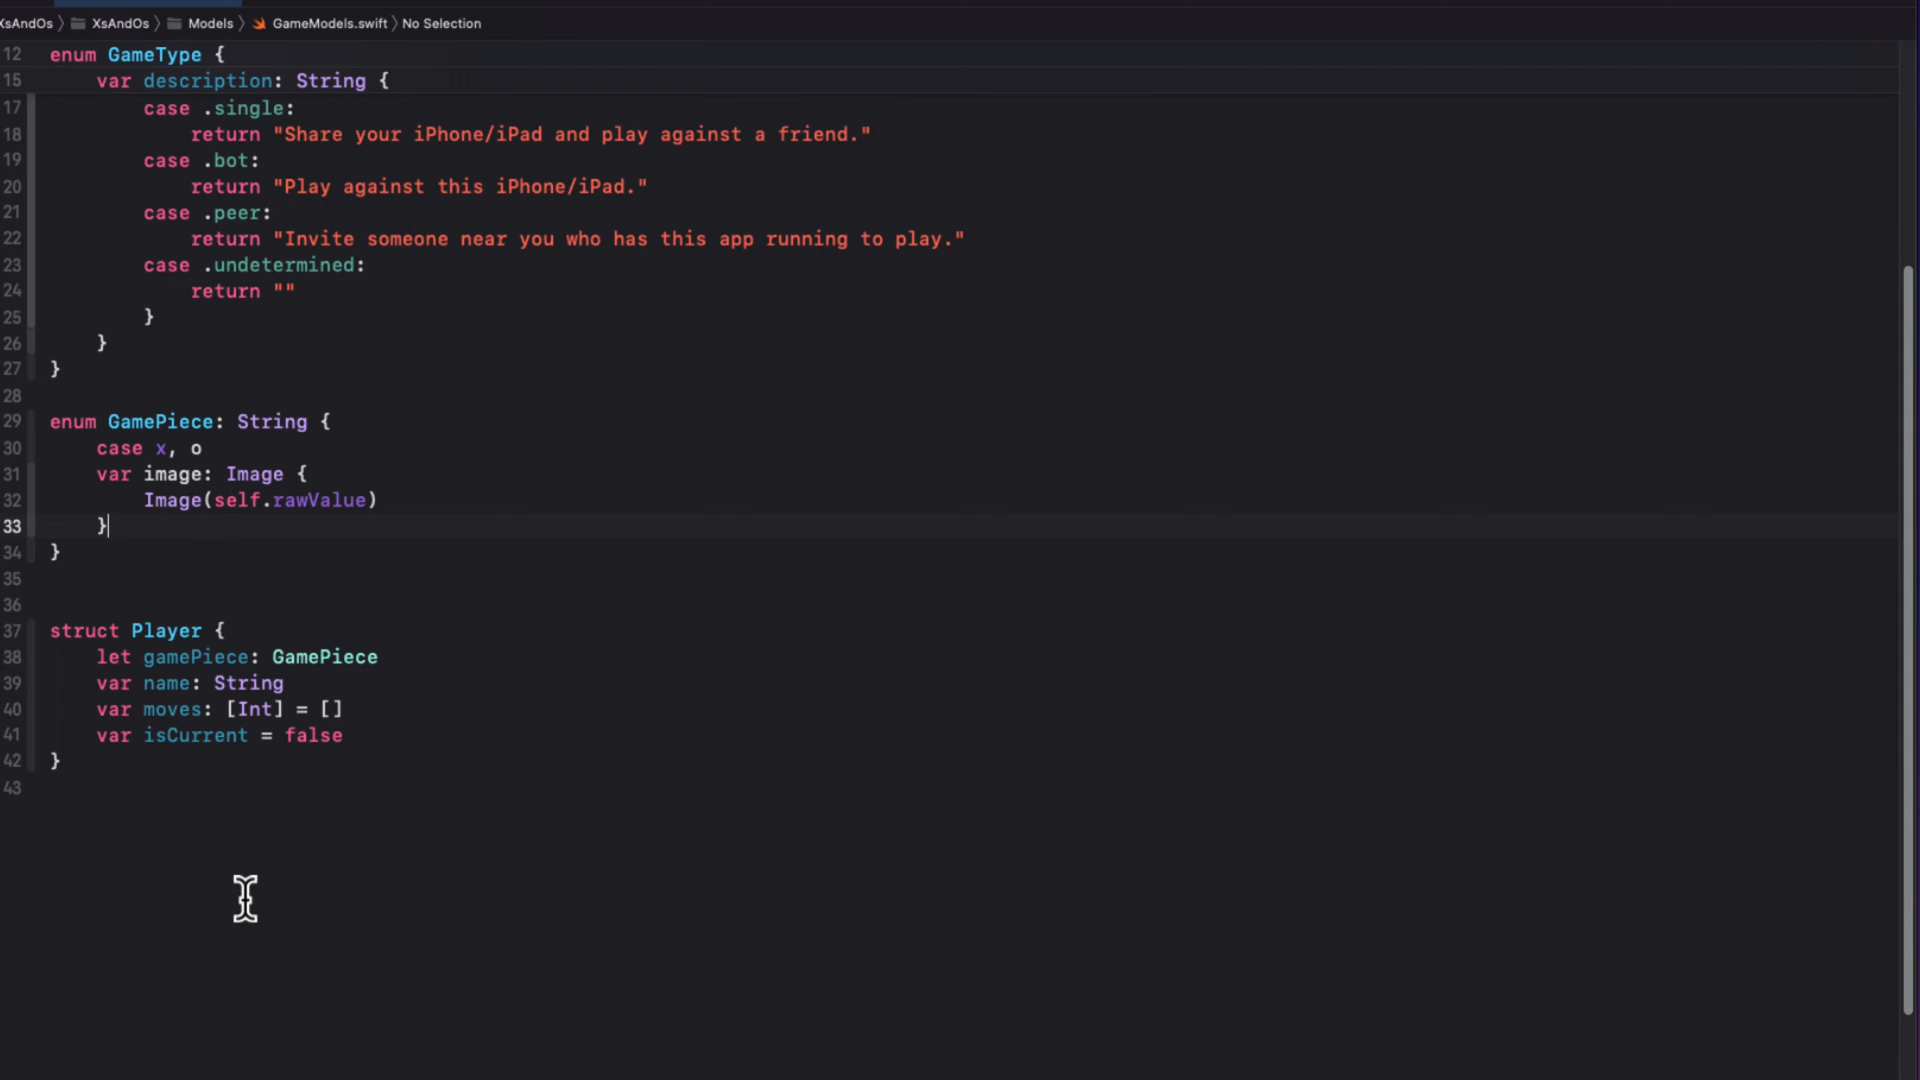 XsAndOs 〉 XsAndOs 〉 Models 〉 GameModels.swift 〉 No Selection
12 enum GameType {
15     var description: String {
17         case .single:
18             return "Share your iPhone/iPad and play against a friend."
19         case .bot:
20             return "Play against this iPhone/iPad."
21         case .peer:
22             return "Invite someone near you who has this app running to play."
23         case .undetermined:
24             return ""
25         }
26     }
27 }
28
29 enum GamePiece: String {
30     case x, o
31     var image: Image {
32         Image(self.rawValue)
33     }
34 }
35
36
37 struct Player {
38     let gamePiece: GamePiece
39     var name: String
40     var moves: [Int] = []
41     var isCurrent = false
42 }
43